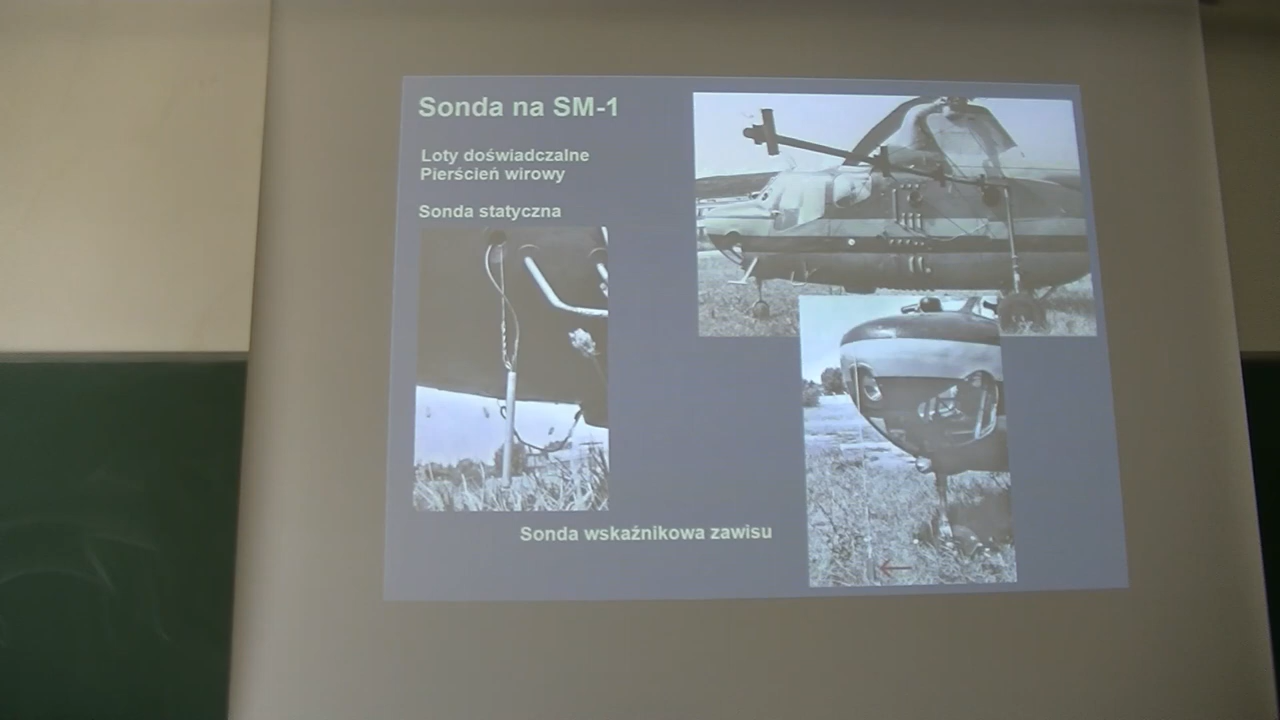 Sonda na SM-1
Loty doświadczalne
Pierścień wirowy
Sonda statyczna
Sonda wskaźnikowa zawisu